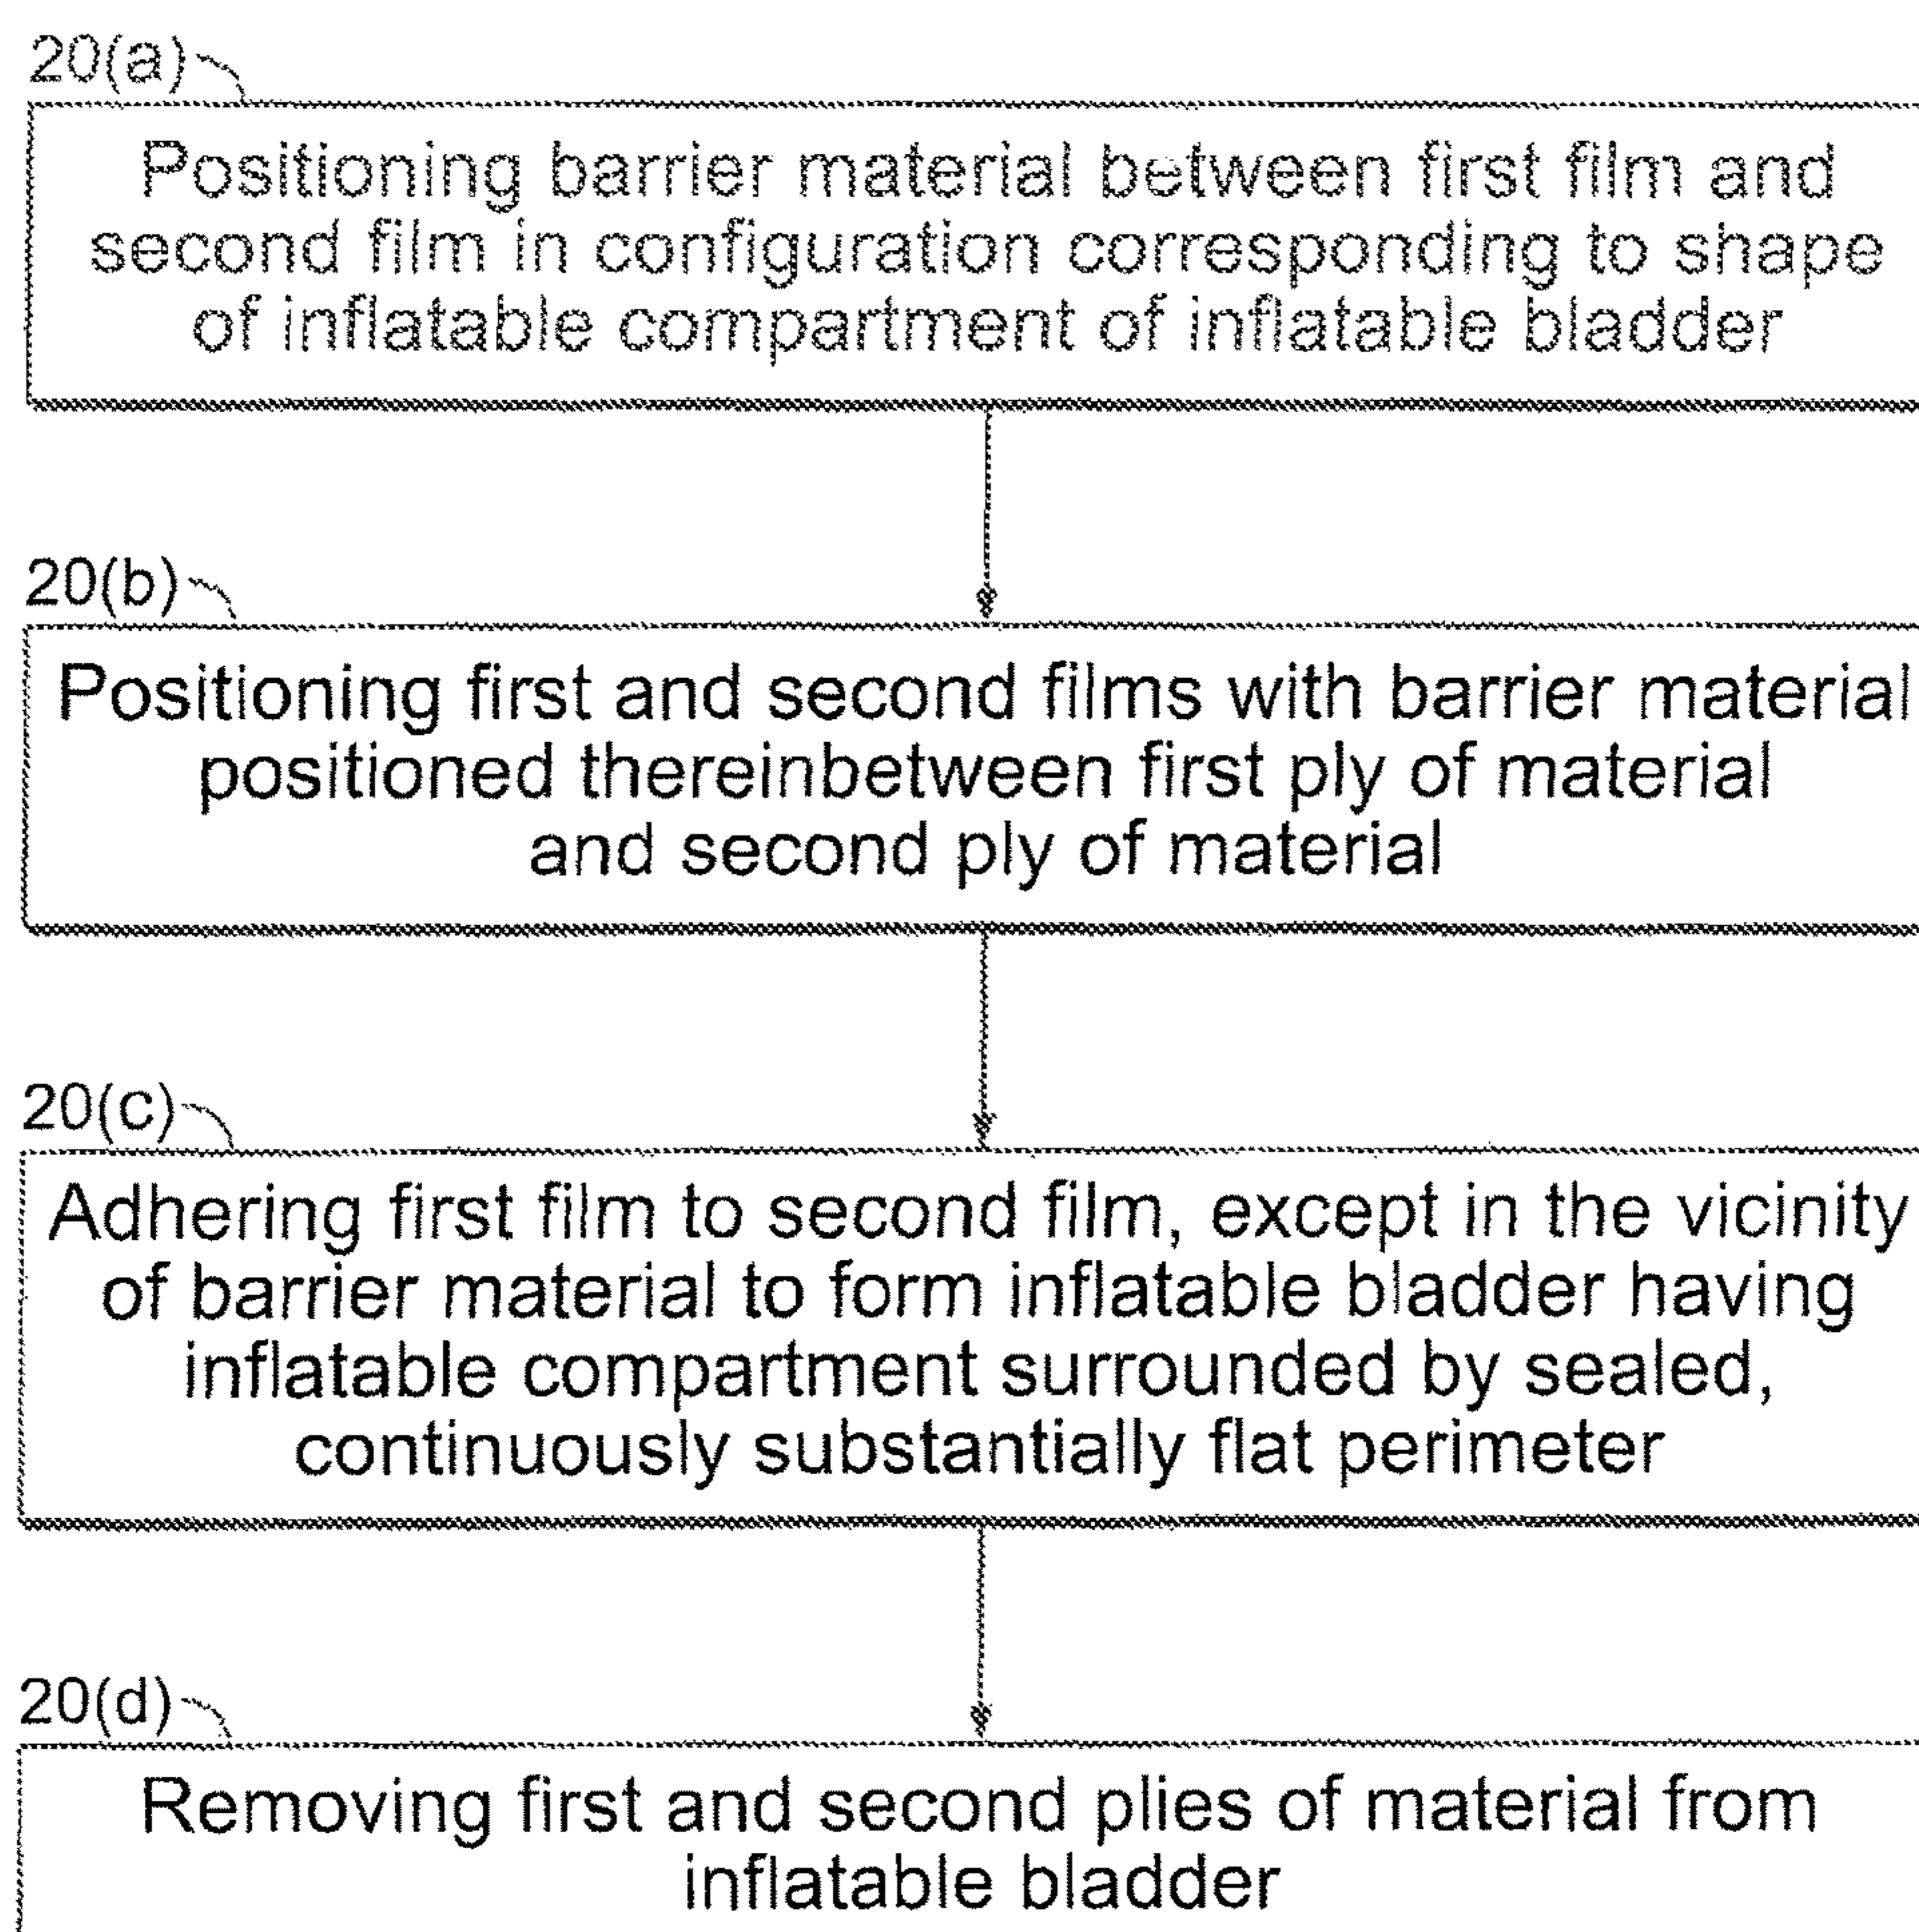 20(a)
Positioning barrier material between first film and
second film in configuration corresponding to shape
of inflatable compartment of inflatable bladder
20(b)
Positioning first and second films with barrier material
positioned thereinbetween first ply of material
and second ply of material
20(c)
Adhering first film to second film, except in the vicinity
of barrier material to form inflatable bladder having
inflatable compartment surrounded by sealed,
continuously substantially flat perimeter
20(d)
Removing first and second plies of material from
inflatable bladder